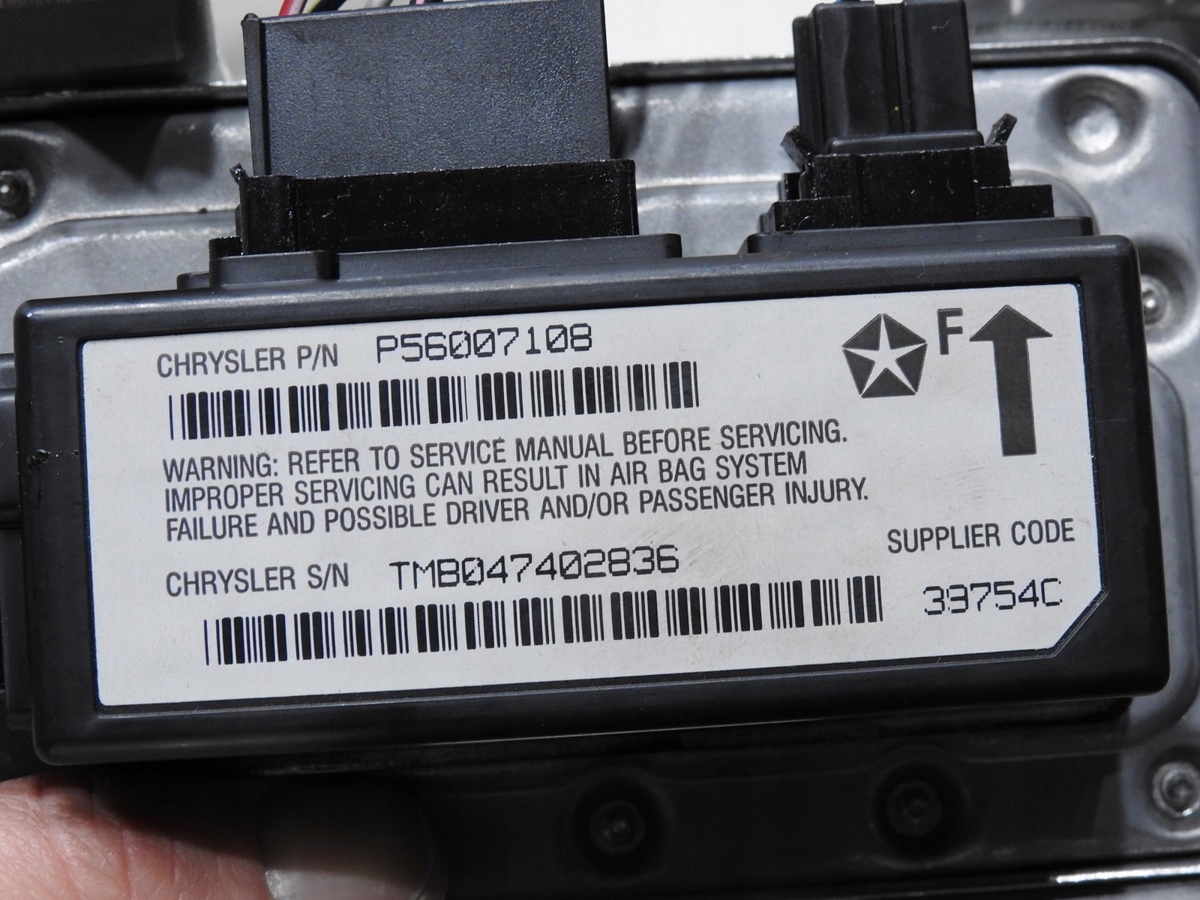 CHRYSLER P/N P56007108
F
WARNING: REFER TO SERVICE MANUAL BEFORE SERVICING.
IMPROPER SERVICING CAN RESULT IN AIR BAG SYSTEM
FAILURE AND POSSIBLE DRIVER AND/OR PASSENGER INJURY.
SUPPLIER CODE
CHRYSLER S/N TMB047402836
39754C